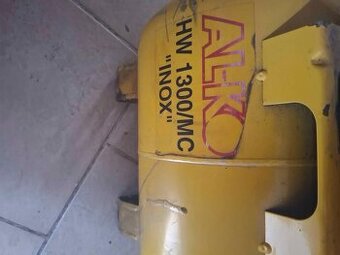 AL-KO
HW 1300/MC
"INOX"